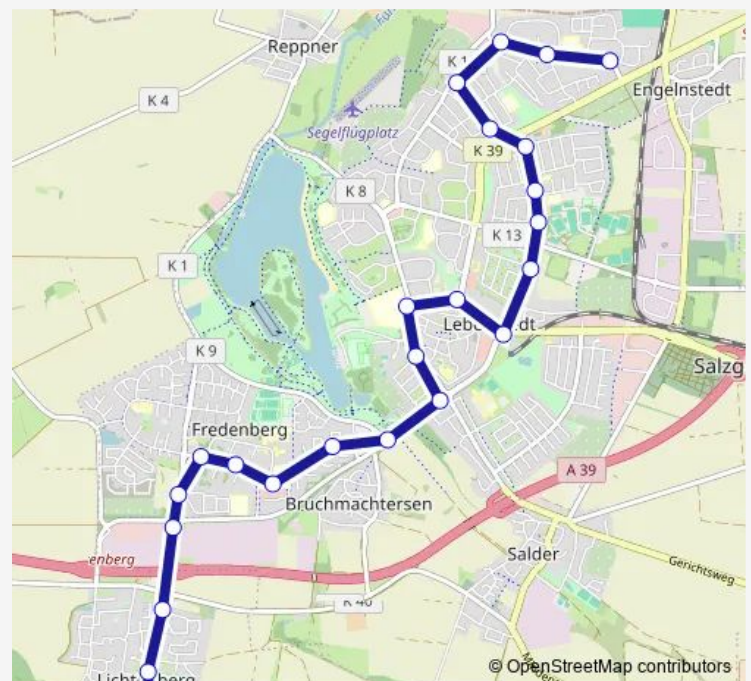 Reppner
K 1
Engelnstedt
K 4
Segelflugplatz
K 39
K 8
K 13
K 1
K 9
Salzg
Fredenberg
A 39
Bruchmachtersen
Salder
enberg
Gerichtsweg
K 40
© OpenStreetMap contributors